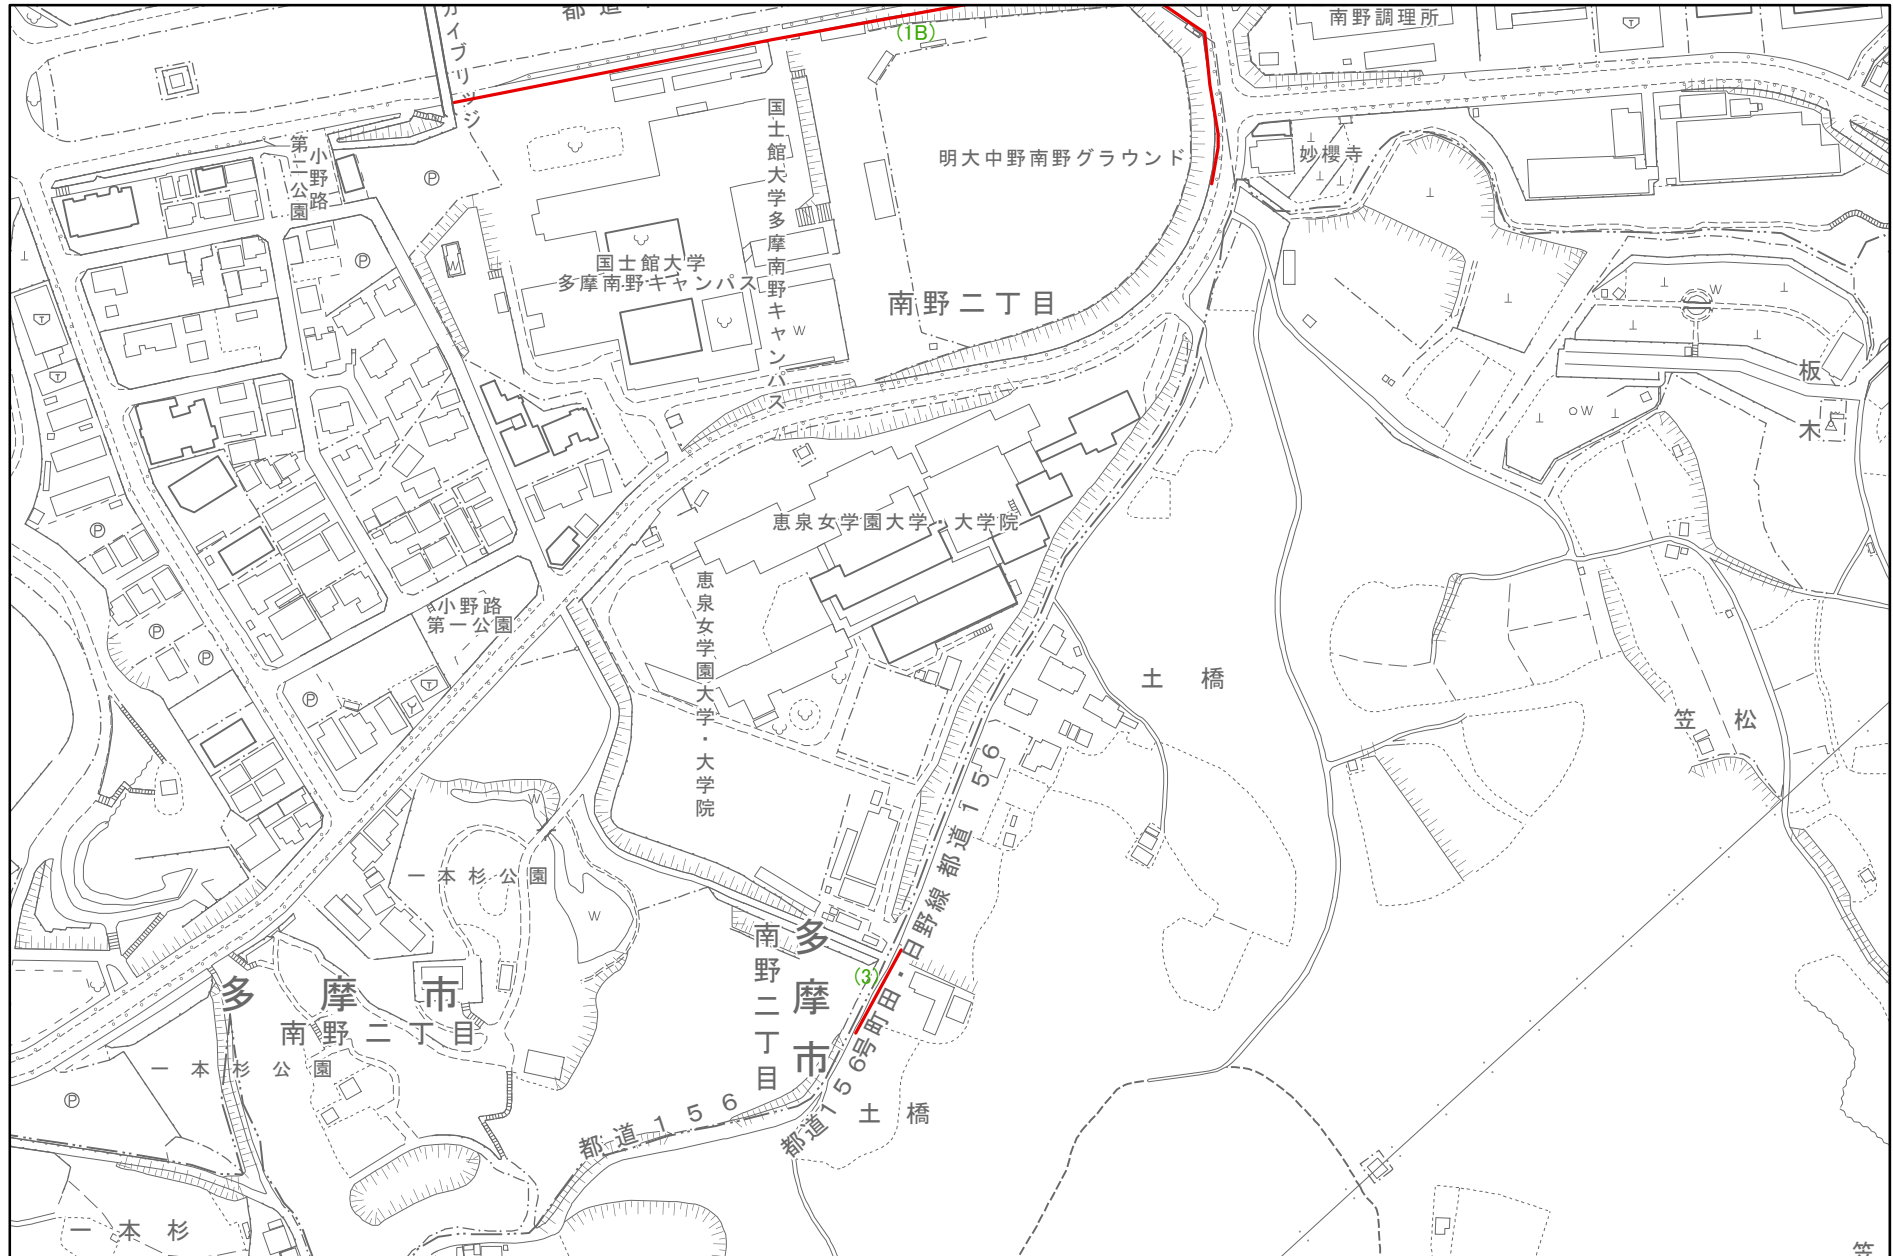 都道
(1B)
南野調理所
ガイブリッジ
国士館大学多摩南野キャンパス
明大中野南野グラウンド
妙櫻寺
小野路
第二公園
国士館大学
多摩南野キャンパス
南野二丁目
板
木
恵泉女学園大学・大学院
恵泉女学園大学・大学院
小野路
第一公園
土橋
笠松
都道156
一本杉公園
多摩市
南野二丁目
(3)
都道156号町田・日野線
多摩市
南野二丁目
一本杉公園
都道156
土橋
一本杉
笠